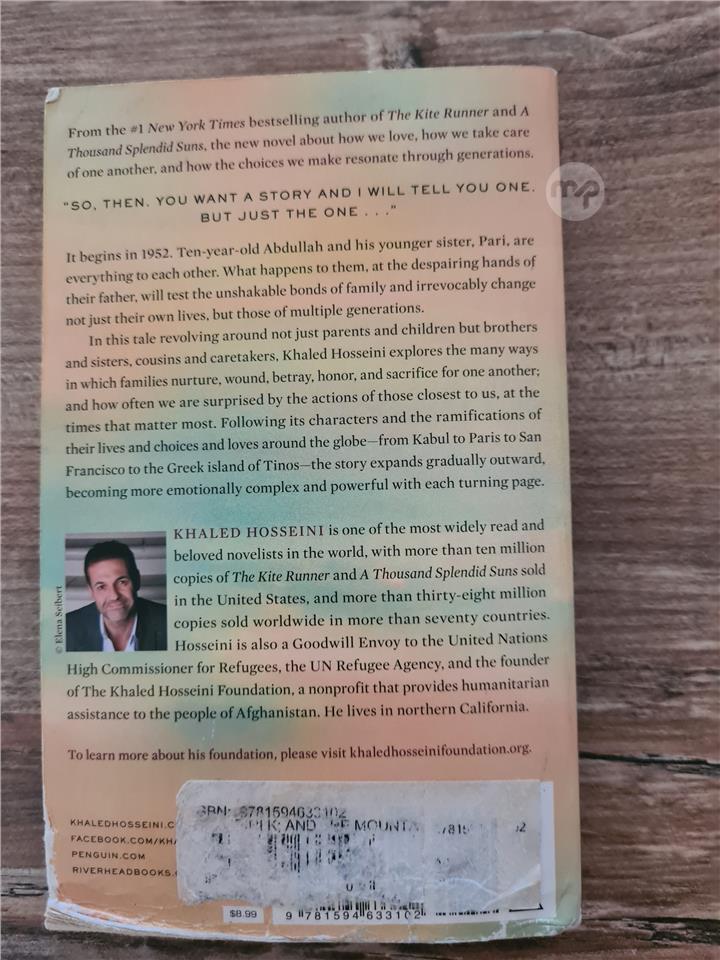 From the #1 New York Times bestselling author of The Kite Runner and A
Thousand Splendid Suns, the new novel about how we love, how we take care
of one another, and how the choices we make resonate through generations.
mp
"SO, THEN. YOU WANT A STORY AND I WILL TELL YOU ONE.
BUT JUST THE ONE . . ."
It begins in 1952. Ten-year-old Abdullah and his younger sister, Pari, are
everything to each other. What happens to them, at the despairing hands of
their father, will test the unshakable bonds of family and irrevocably change
not just their own lives, but those of multiple generations.
In this tale revolving around not just parents and children but brothers
and sisters, cousins and caretakers, Khaled Hosseini explores the many ways
in which families nurture, wound, betray, honor, and sacrifice for one another;
and how often we are surprised by the actions of those closest to us, at the
times that matter most. Following its characters and the ramifications of
their lives and choices and loves around the globe—from Kabul to Paris to San
Francisco to the Greek island of Tinos—the story expands gradually outward,
becoming more emotionally complex and powerful with each turning page.
© Elena Seibert
KHALED HOSSEINI is one of the most widely read and
beloved novelists in the world, with more than ten million
copies of The Kite Runner and A Thousand Splendid Suns sold
in the United States, and more than thirty-eight million
copies sold worldwide in more than seventy countries.
Hosseini is also a Goodwill Envoy to the United Nations
High Commissioner for Refugees, the UN Refugee Agency, and the founder
of The Khaled Hosseini Foundation, a nonprofit that provides humanitarian
assistance to the people of Afghanistan. He lives in northern California.
To learn more about his foundation, please visit khaledhosseinifoundation.org.
KHALEDHOSSEINI.C
FACEBOOK.COM/KHA
PENGUIN.COM
RIVERHEADBOOKS.
9781594633102
AND MOUNTA
$8.99
9 781594 633102